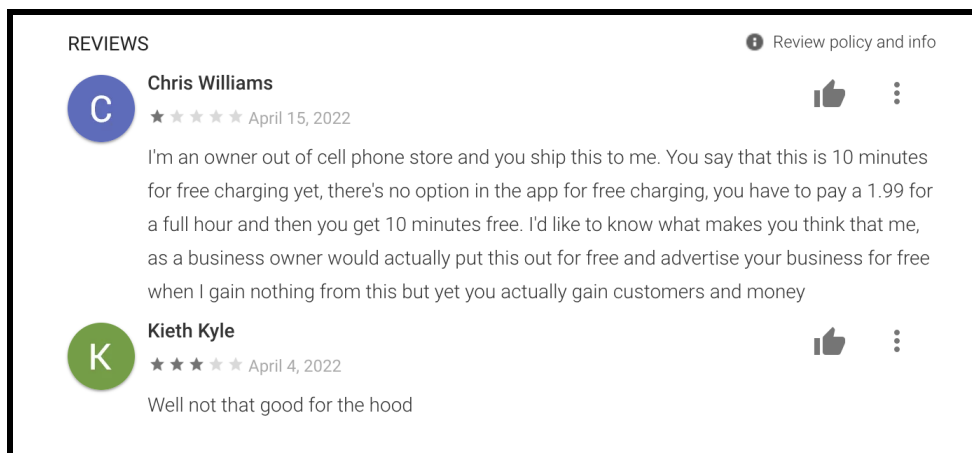 REVIEWS
Review policy and info
C
Chris Williams
April 15, 2022
I'm an owner out of cell phone store and you ship this to me. You say that this is 10 minutes
for free charging yet, there's no option in the app for free charging, you have to pay a 1.99 for
a full hour and then you get 10 minutes free. I'd like to know what makes you think that me,
as a business owner would actually put this out for free and advertise your business for free
when I gain nothing from this but yet you actually gain customers and money
K
Kieth Kyle
April 4, 2022
Well not that good for the hood